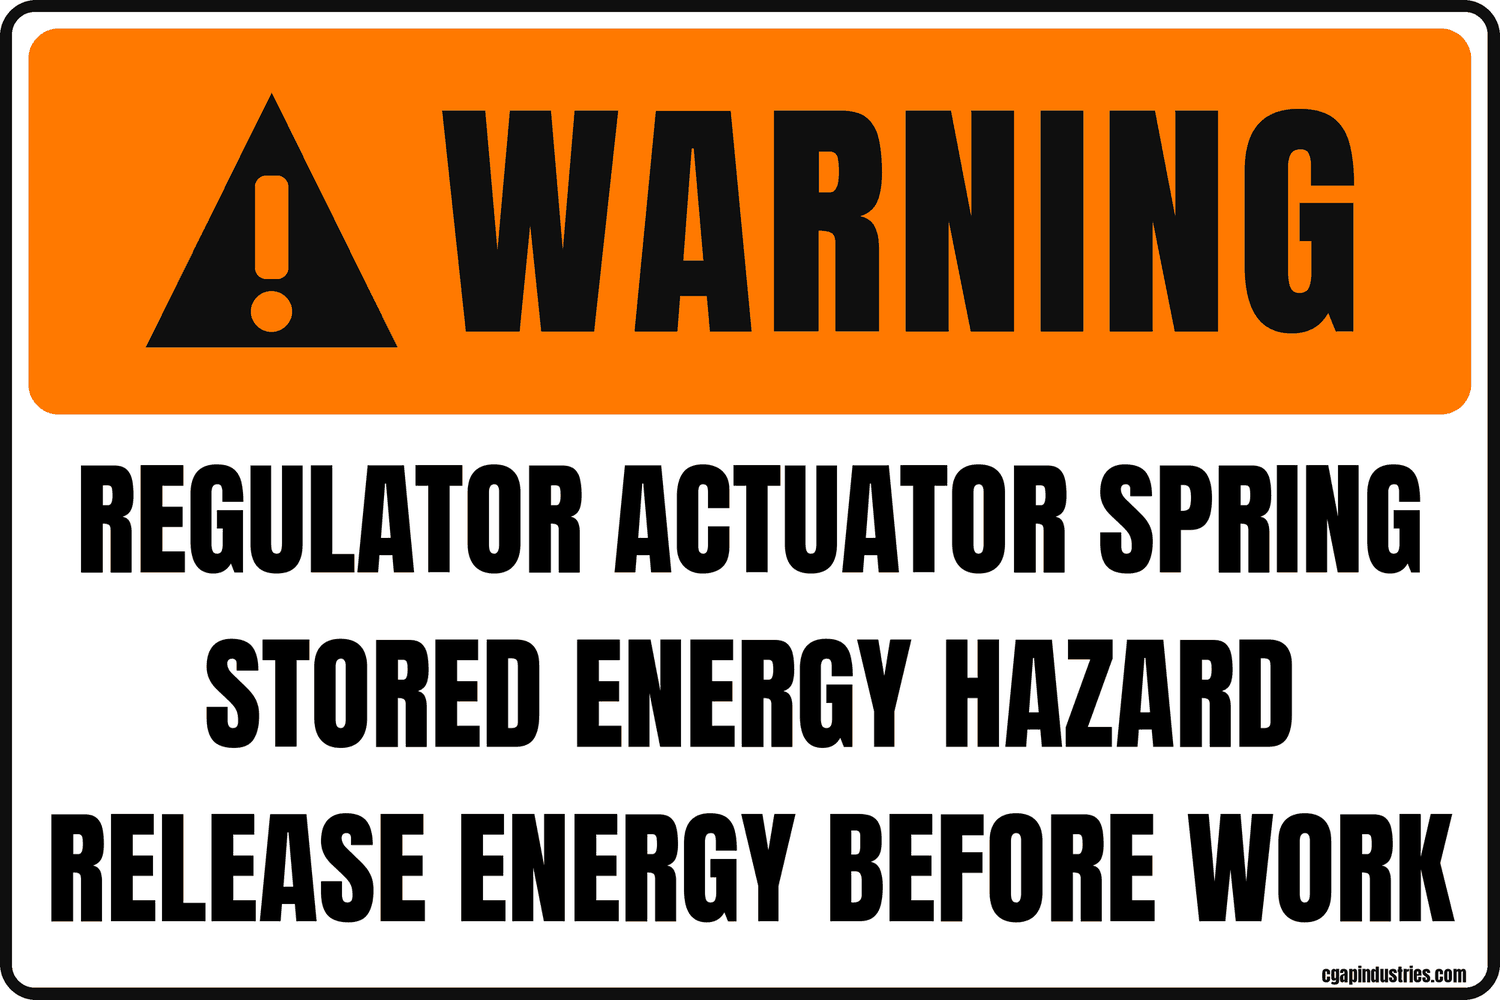 WARNING
REGULATOR ACTUATOR SPRING
STORED ENERGY HAZARD
RELEASE ENERGY BEFORE WORK
cgapindustries.com